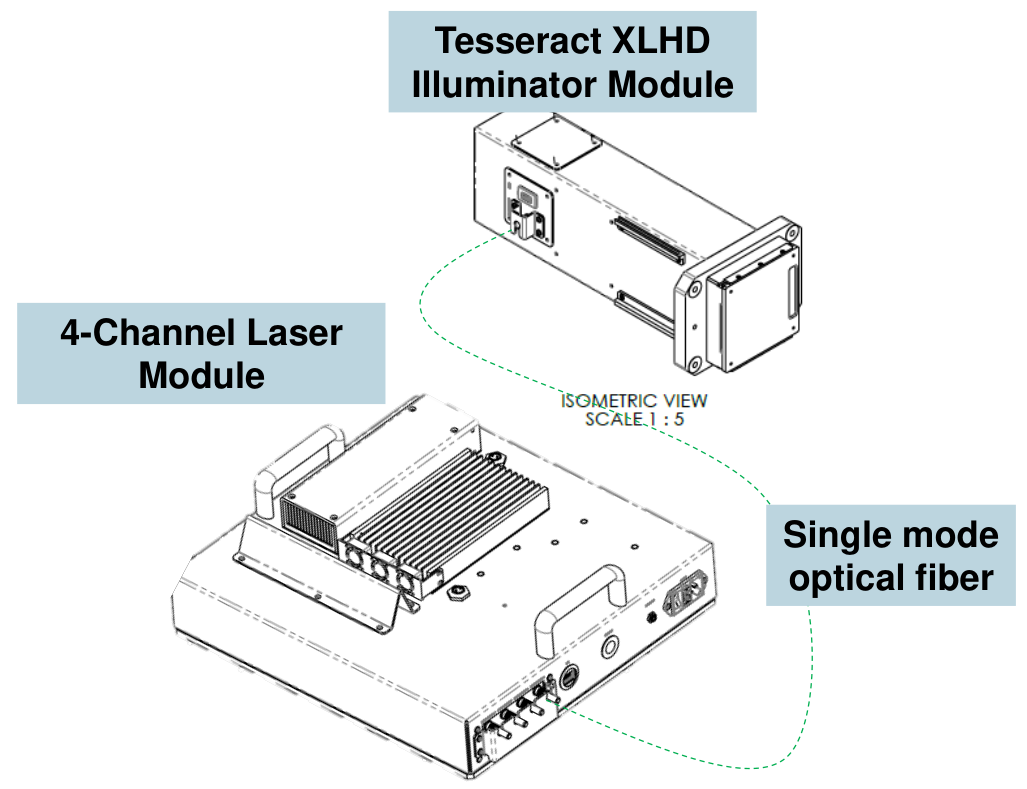 Tesseract XLHD
Illuminator Module
4-Channel Laser
Module
ISOMETRIC VIEW
SCALE 1 : 5
Single mode
optical fiber